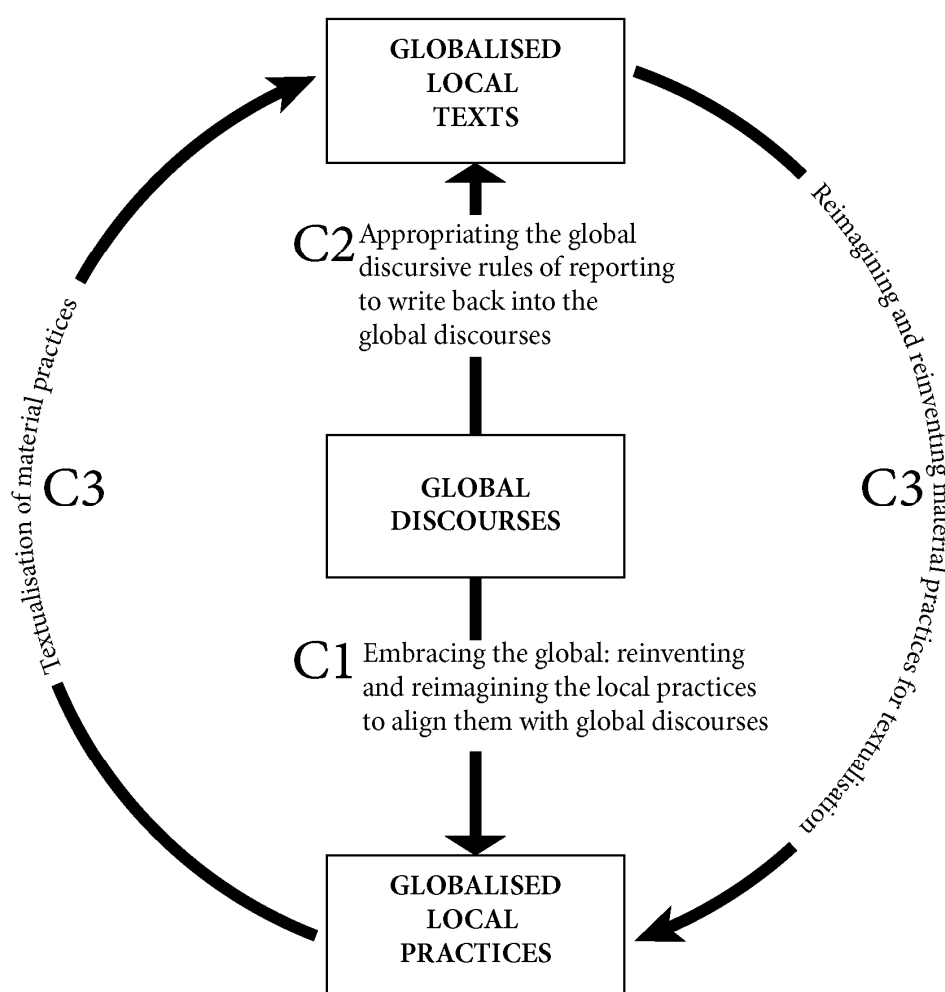 GLOBALISED
LOCAL
TEXTS
C2
Appropriating the global
discursive rules of reporting
to write back into the
global discourses
Textualisation of material practices
C3
GLOBAL
DISCOURSES
C3
Reimagining and reinventing material practices for textualisation
C1
Embracing the global: reinventing
and reimagining the local practices
to align them with global discourses
GLOBALISED
LOCAL
PRACTICES